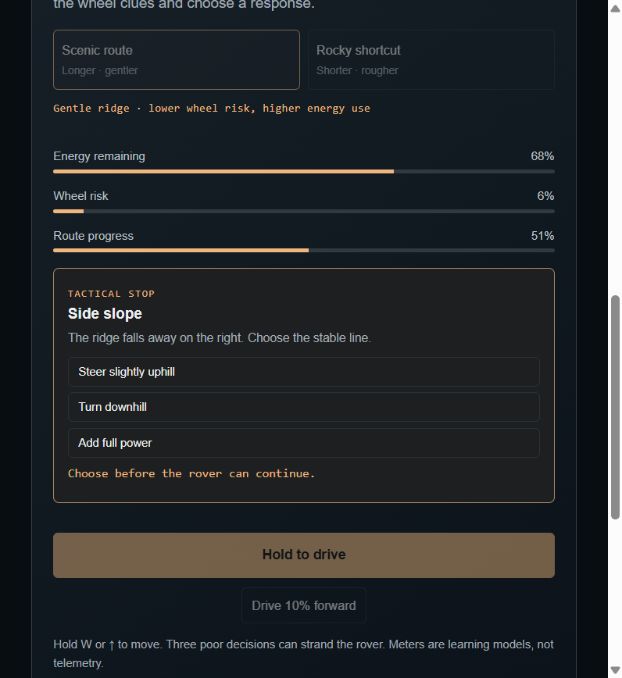 the wheel clues and choose a response.
Scenic route
Longer · gentler
Rocky shortcut
Shorter · rougher
Gentle ridge · lower wheel risk, higher energy use
Energy remaining 68%
Wheel risk 6%
Route progress 51%
TACTICAL STOP
Side slope
The ridge falls away on the right. Choose the stable line.
Steer slightly uphill
Turn downhill
Add full power
Choose before the rover can continue.
Hold to drive
Drive 10% forward
Hold W or ↑ to move. Three poor decisions can strand the rover. Meters are learning models, not
telemetry.